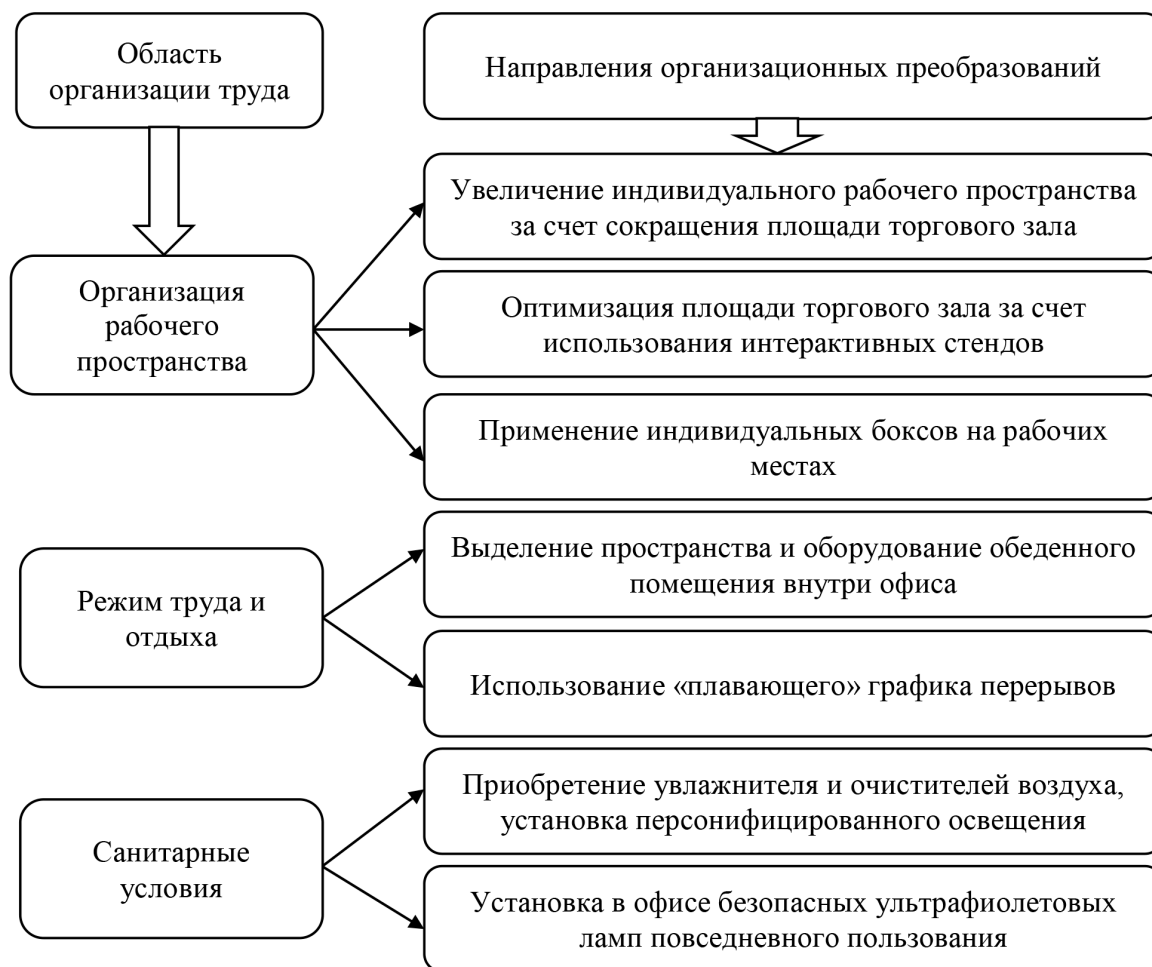 Область
организации труда
Направления организационных преобразований
Организация
рабочего
пространства
Увеличение индивидуального рабочего пространства
за счет сокращения площади торгового зала
Оптимизация площади торгового зала за счет
использования интерактивных стендов
Применение индивидуальных боксов на рабочих
местах
Режим труда и
отдыха
Выделение пространства и оборудование обеденного
помещения внутри офиса
Использование «плавающего» графика перерывов
Санитарные
условия
Приобретение увлажнителя и очистителей воздуха,
установка персонифицированного освещения
Установка в офисе безопасных ультрафиолетовых
ламп повседневного пользования